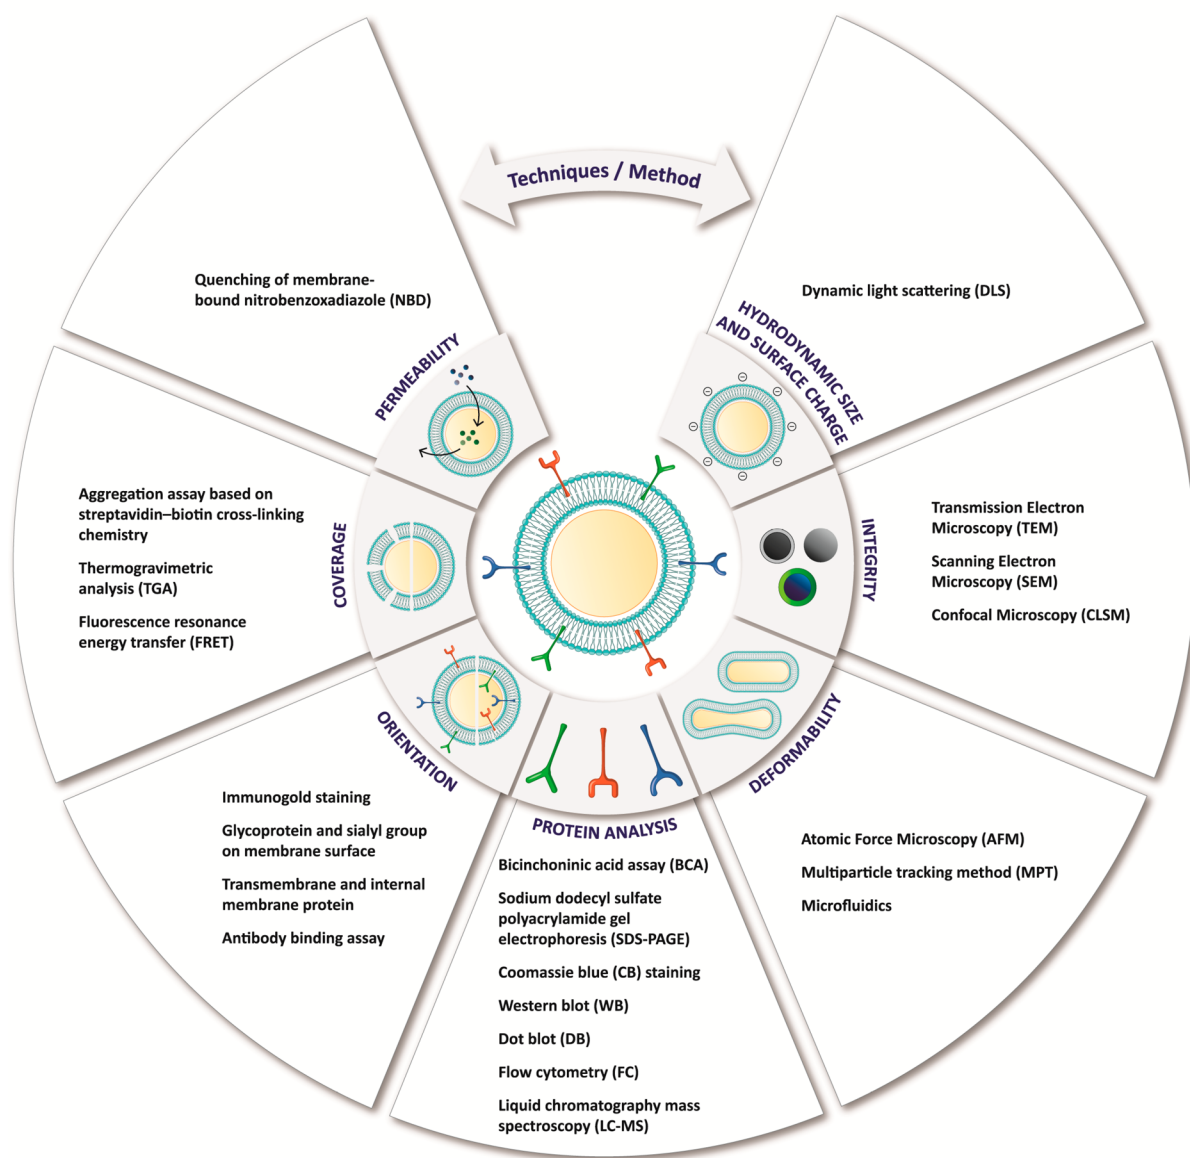 Techniques / Method
Quenching of membrane-
bound nitrobenzoxadiazole (NBD)
PERMEABILITY
Dynamic light scattering (DLS)
HYDRODYNAMIC SIZE
AND SURFACE CHARGE
Aggregation assay based on
streptavidin–biotin cross-linking
chemistry
Thermogravimetric
analysis (TGA)
Fluorescence resonance
energy transfer (FRET)
COVERAGE
INTEGRITY
Transmission Electron
Microscopy (TEM)
Scanning Electron
Microscopy (SEM)
Confocal Microscopy (CLSM)
ORIENTATION
Immunogold staining
Glycoprotein and sialyl group
on membrane surface
Transmembrane and internal
membrane protein
Antibody binding assay
PROTEIN ANALYSIS
Bicinchoninic acid assay (BCA)
Sodium dodecyl sulfate
polyacrylamide gel
electrophoresis (SDS-PAGE)
Coomassie blue (CB) staining
Western blot (WB)
Dot blot (DB)
Flow cytometry (FC)
Liquid chromatography mass
spectroscopy (LC-MS)
DEFORMABILITY
Atomic Force Microscopy (AFM)
Multiparticle tracking method (MPT)
Microfluidics